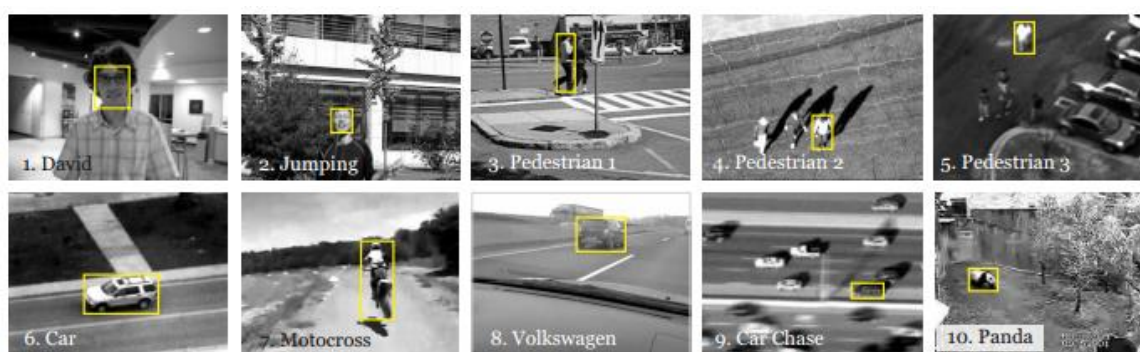 1. David
2. Jumping
3. Pedestrian 1
4. Pedestrian 2
5. Pedestrian 3
6. Car
7. Motocross
8. Volkswagen
9. Car Chase
10. Panda